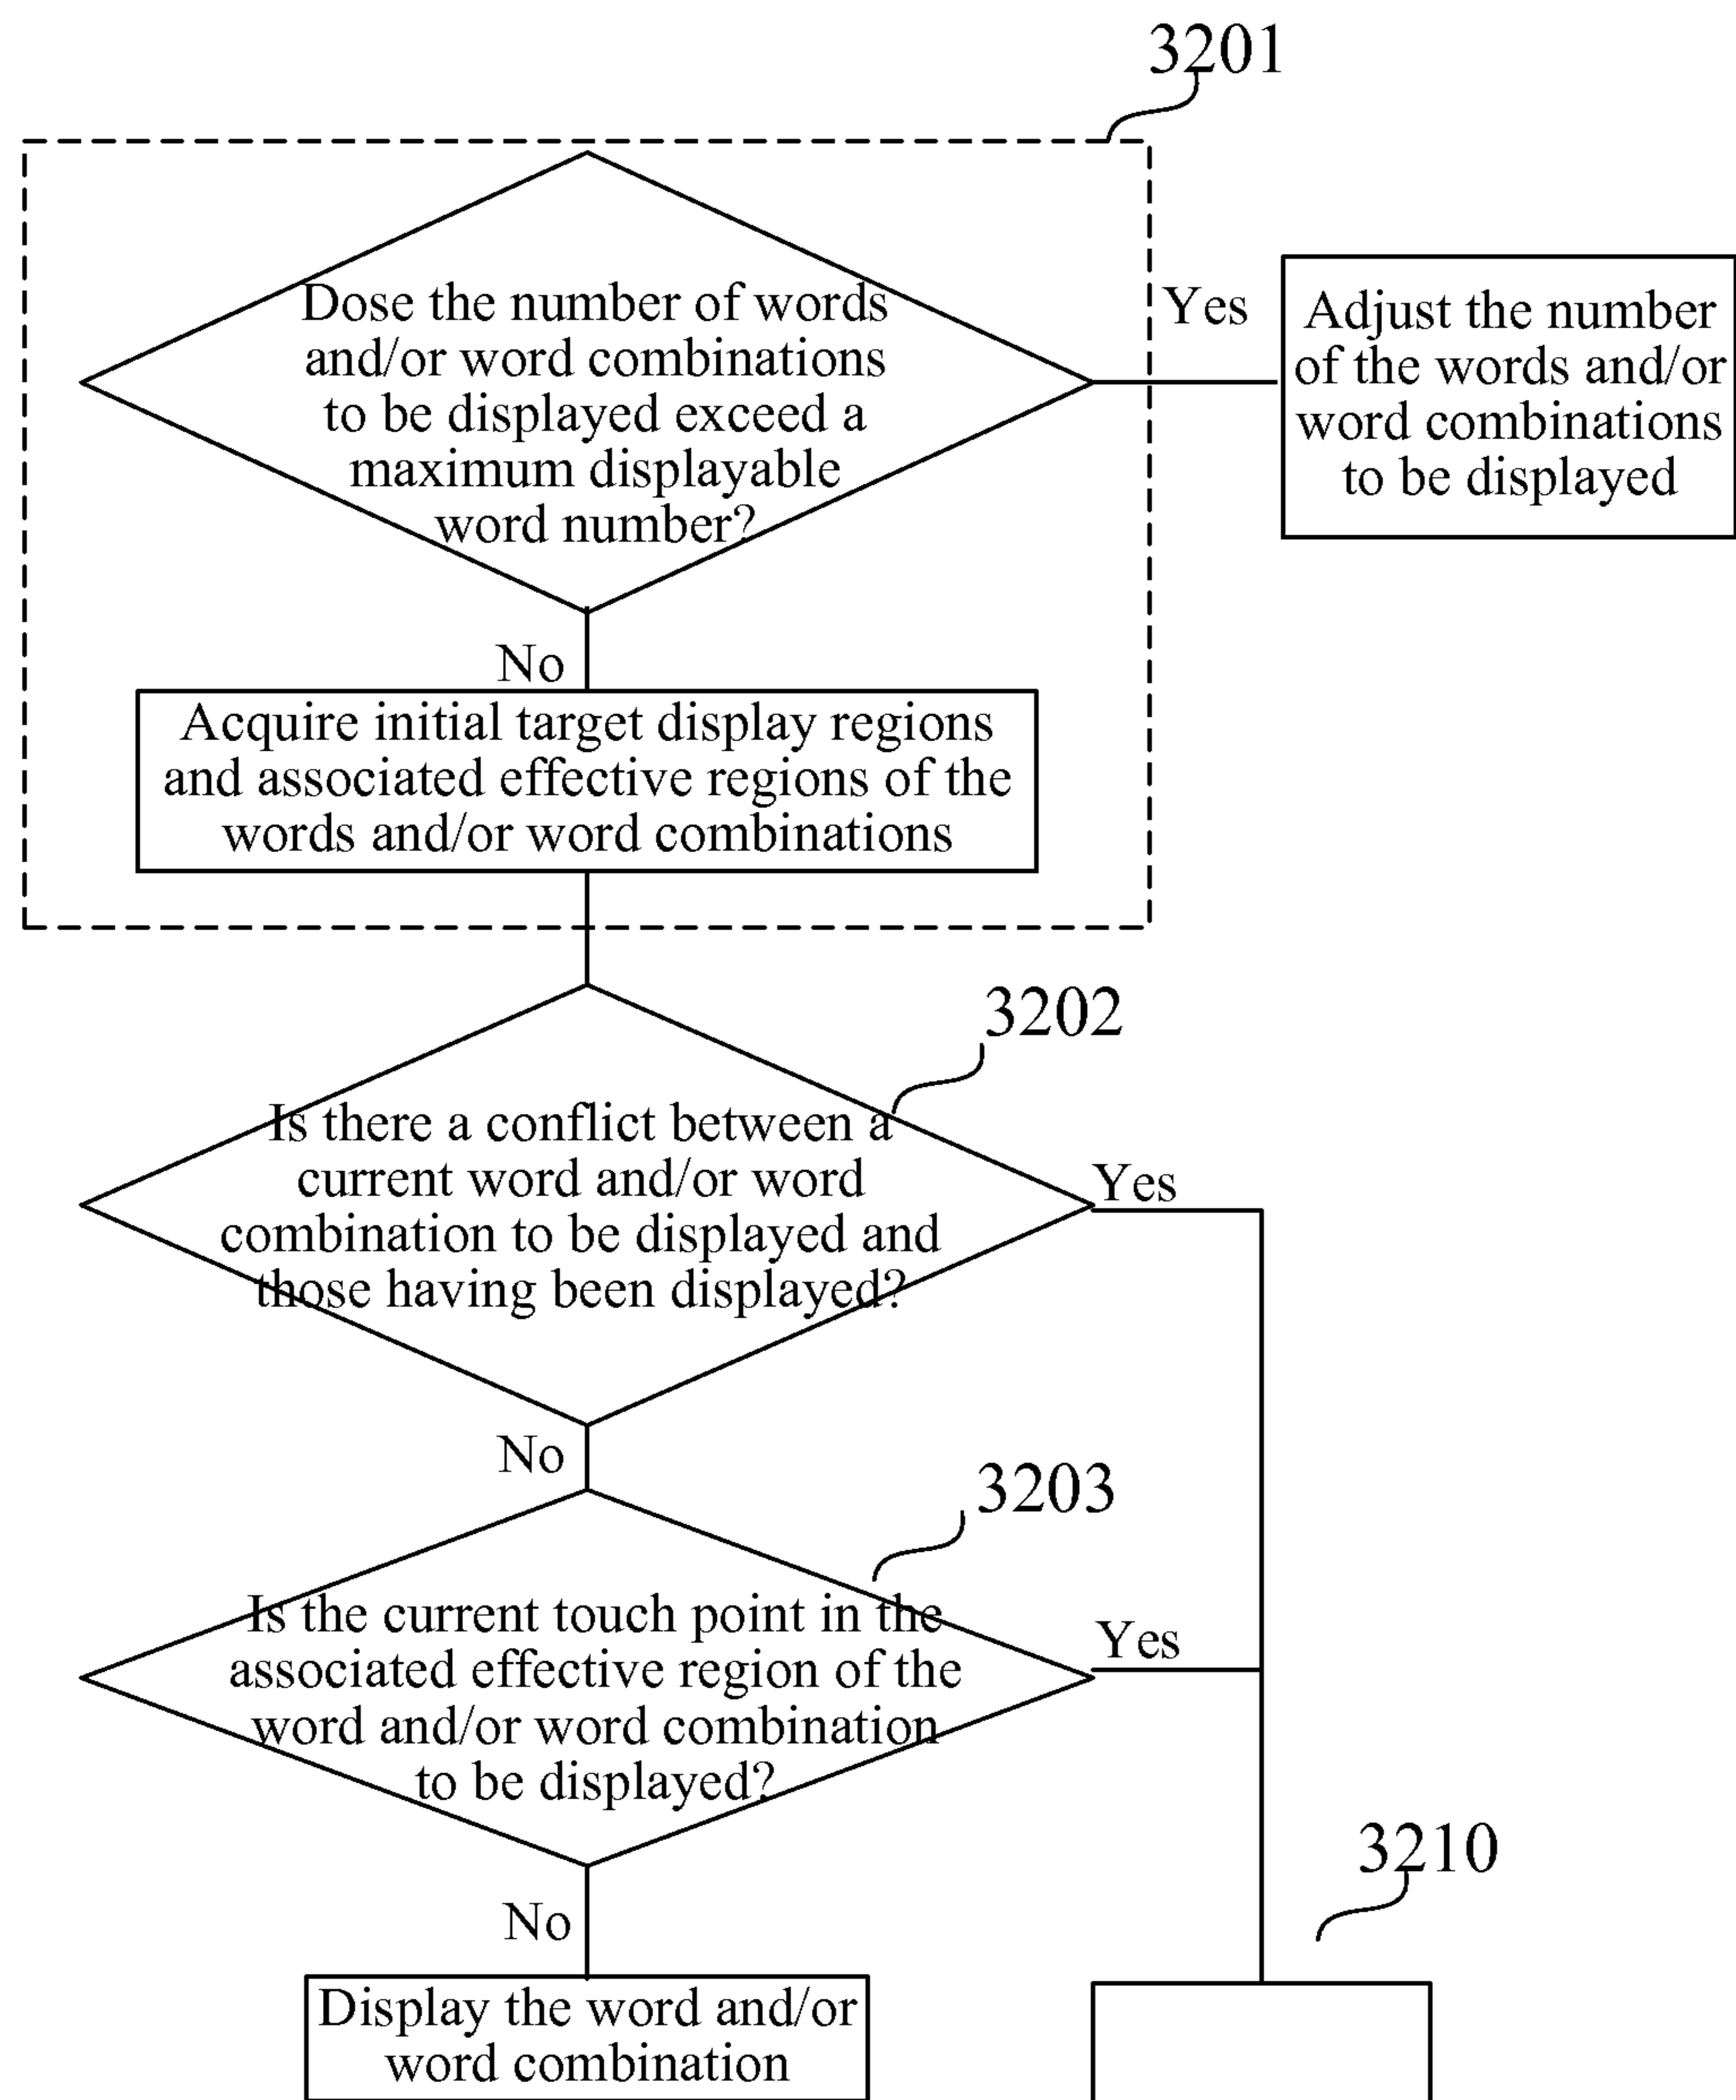 3201
Dose the number of words
and/or word combinations
to be displayed exceed a
maximum displayable
word number?
Yes
Adjust the number
of the words and/or
word combinations
to be displayed
No
Acquire initial target display regions
and associated effective regions of the
words and/or word combinations
3202
Is there a conflict between a
current word and/or word
combination to be displayed and
those having been displayed?
Yes
No
3203
Is the current touch point in the
associated effective region of the
word and/or word combination
to be displayed?
Yes
3210
No
Display the word and/or
word combination